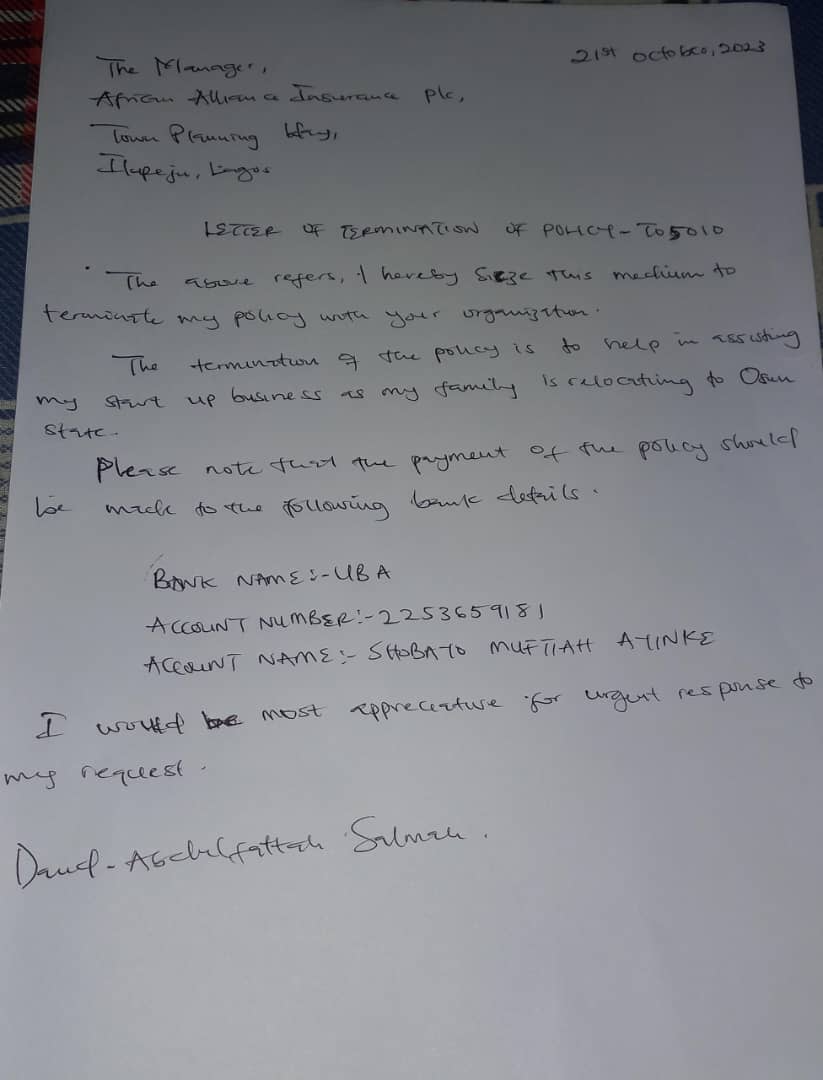 21st October, 2023
The Manager,
African Alliance Insurance Plc,
Town Planning Way,
Ilupeju, Lagos
LETTER OF TERMINATION OF POLICY - TO5010
The above refers, I hereby sieze this medium to
terminate my policy with your organization.
The termination of the policy is to help in assisting
my start up business as my family is relocating to Osun
State.
Please note that the payment of the policy should
be made to the following bank details.
BANK NAME:- UBA
ACCOUNT NUMBER:- 2253659181
ACCOUNT NAME:- SHOBAYO MUFTIAH AYINKE
I would be most appreciative for urgent response to
my request.
Daud-Abdulfattah Salmah.